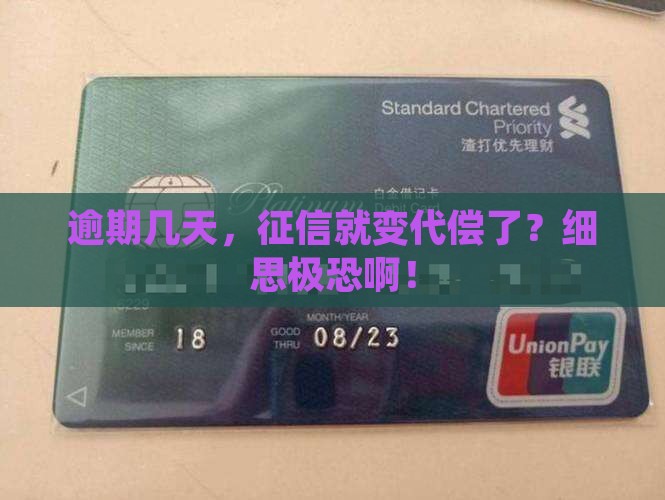 Standard Chartered
Priority
渣打优先理财
Platinum
白金借记卡
Debit Card
逾期几天，征信就变代偿了？细
思极恐啊！
6229
MEMBER
SINCE
18
GOOD
THRU
MONTH/YEAR
08/23
UnionPay
银联